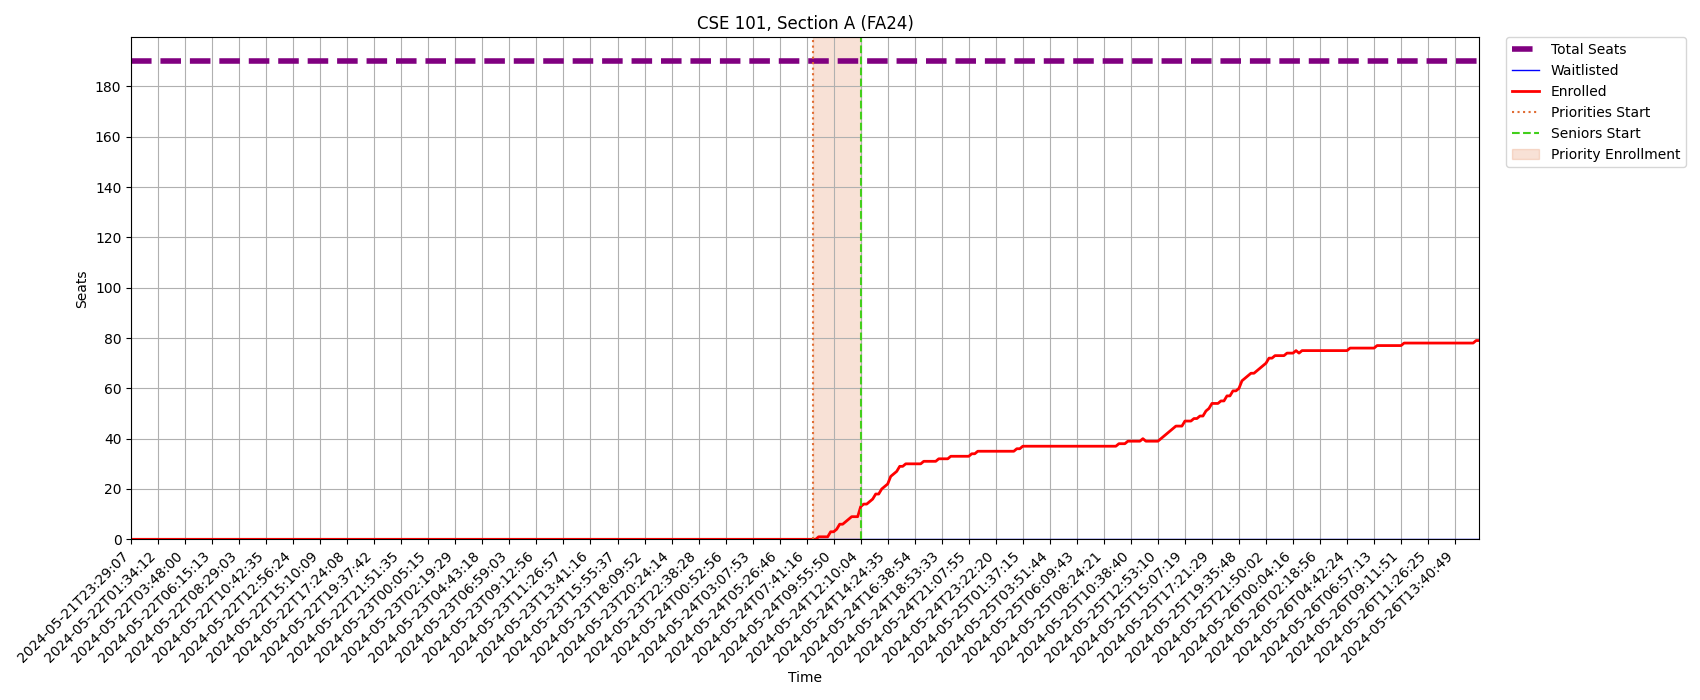 CSE 101, Section A (FA24)
Total Seats
Waitlisted
Enrolled
Priorities Start
Seniors Start
Priority Enrollment
Seats
180
160
140
120
100
80
60
40
20
0
2024-05-21T23:29:07
2024-05-22T01:34:12
2024-05-22T03:48:00
2024-05-22T06:15:13
2024-05-22T08:29:03
2024-05-22T10:42:35
2024-05-22T12:56:24
2024-05-22T15:10:09
2024-05-22T17:24:08
2024-05-22T19:37:42
2024-05-22T21:51:35
2024-05-23T00:05:15
2024-05-23T02:19:29
2024-05-23T04:43:18
2024-05-23T06:59:03
2024-05-23T09:12:56
2024-05-23T11:26:57
2024-05-23T13:41:16
2024-05-23T15:55:37
2024-05-23T18:09:52
2024-05-23T20:24:14
2024-05-23T22:38:28
2024-05-24T00:52:56
2024-05-24T03:07:53
2024-05-24T05:26:46
2024-05-24T07:41:16
2024-05-24T09:55:50
2024-05-24T12:10:04
2024-05-24T14:24:35
2024-05-24T16:38:54
2024-05-24T18:53:33
2024-05-24T21:07:55
2024-05-24T23:22:20
2024-05-25T01:37:15
2024-05-25T03:51:44
2024-05-25T06:09:43
2024-05-25T08:24:21
2024-05-25T10:38:40
2024-05-25T12:53:10
2024-05-25T15:07:19
2024-05-25T17:21:29
2024-05-25T19:35:48
2024-05-25T21:50:02
2024-05-26T00:04:16
2024-05-26T02:18:56
2024-05-26T04:42:24
2024-05-26T06:57:13
2024-05-26T09:11:51
2024-05-26T11:26:25
2024-05-26T13:40:49
Time